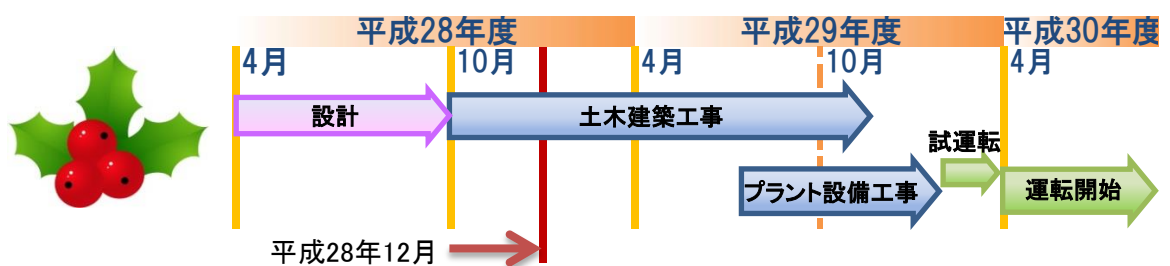 平成28年度
平成29年度
平成30年度
4月
10月
4月
10月
4月
設計
土木建築工事
試運転
プラント設備工事
運転開始
平成28年12月